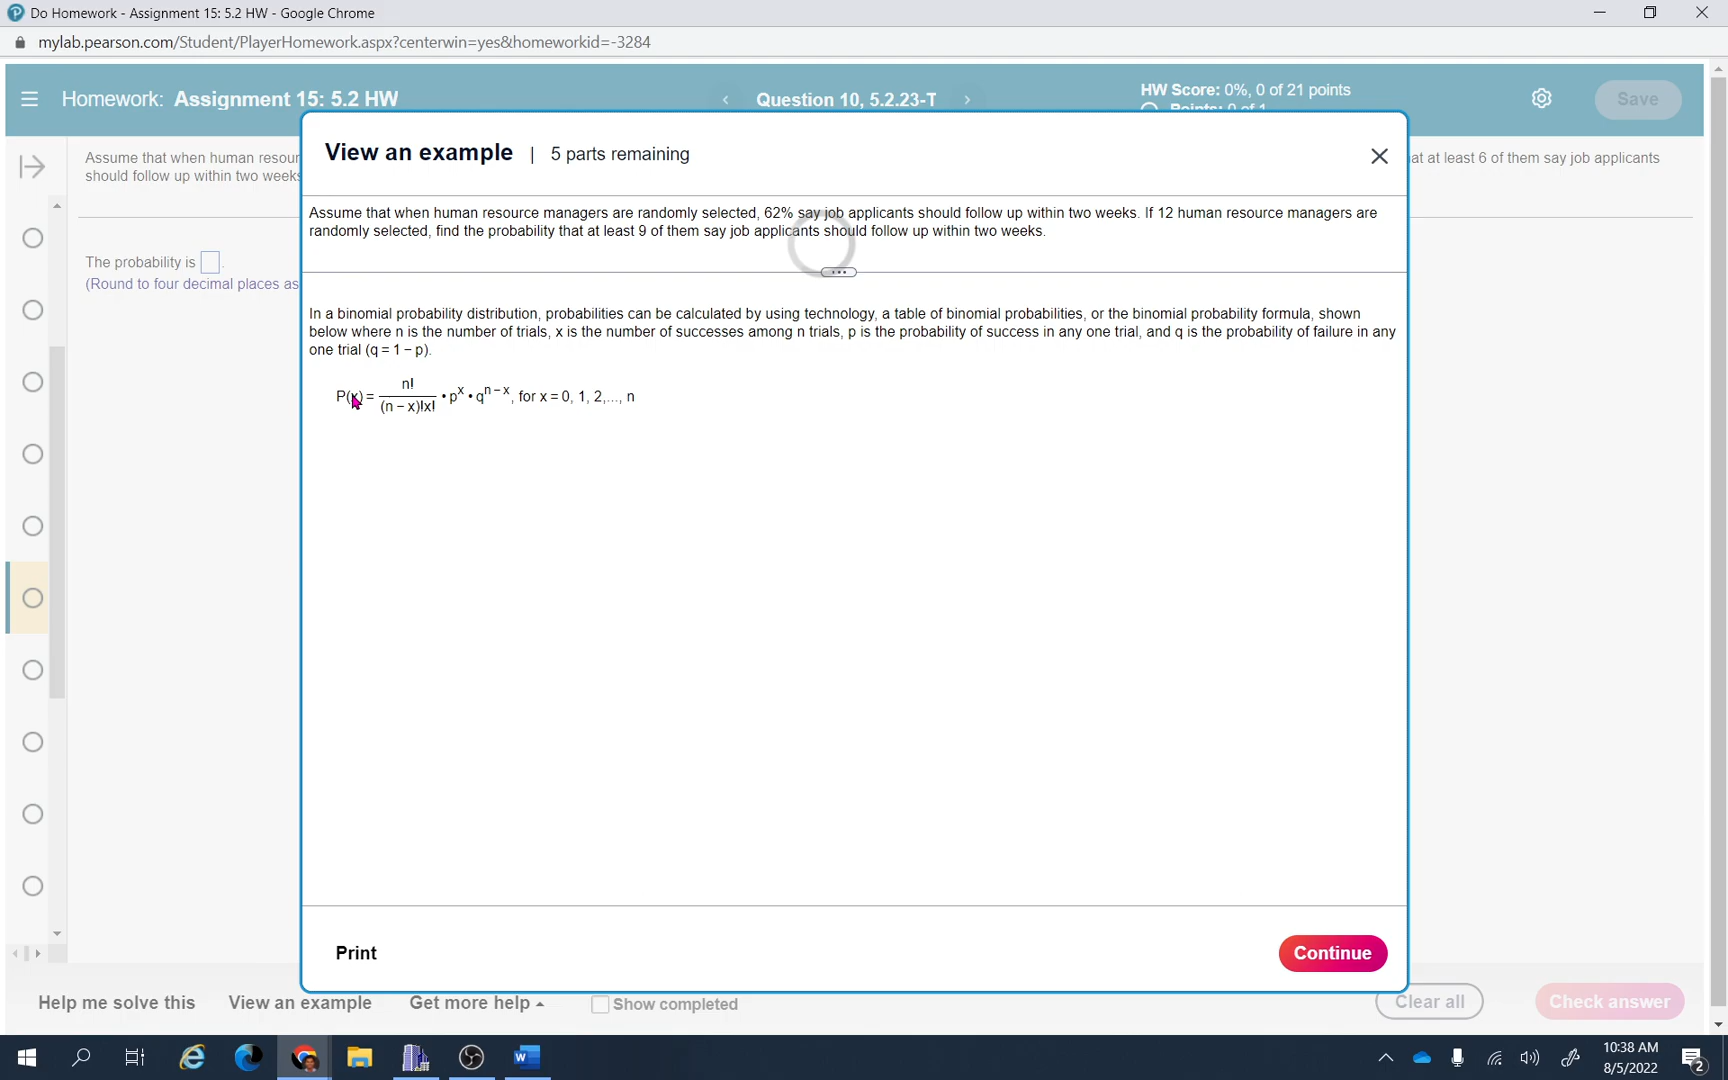 Do Homework - Assignment 15: 5.2 HW - Google Chrome
mylab.pearson.com/Student/PlayerHomework.aspx?centerwin=yes&homeworkid=-3284
Homework: Assignment 15: 5.2 HW
Question 10, 5.2.23-T
HW Score: 0%, 0 of 21 points
Points: 0 of 1
Save
Assume that when human resour
at at least 6 of them say job applicants
should follow up within two weeks
The probability is
(Round to four decimal places as
View an example | 5 parts remaining
Assume that when human resource managers are randomly selected, 62% say job applicants should follow up within two weeks. If 12 human resource managers are
randomly selected, find the probability that at least 9 of them say job applicants should follow up within two weeks.
In a binomial probability distribution, probabilities can be calculated by using technology, a table of binomial probabilities, or the binomial probability formula, shown
below where n is the number of trials, x is the number of successes among n trials, p is the probability of success in any one trial, and q is the probability of failure in any
one trial (q = 1 − p).
P(x) = n! / (n − x)!x! • p^x • q^(n − x), for x = 0, 1, 2,..., n
Print
Continue
Help me solve this
View an example
Get more help
Show completed
Clear all
Check answer
10:38 AM
8/5/2022
2